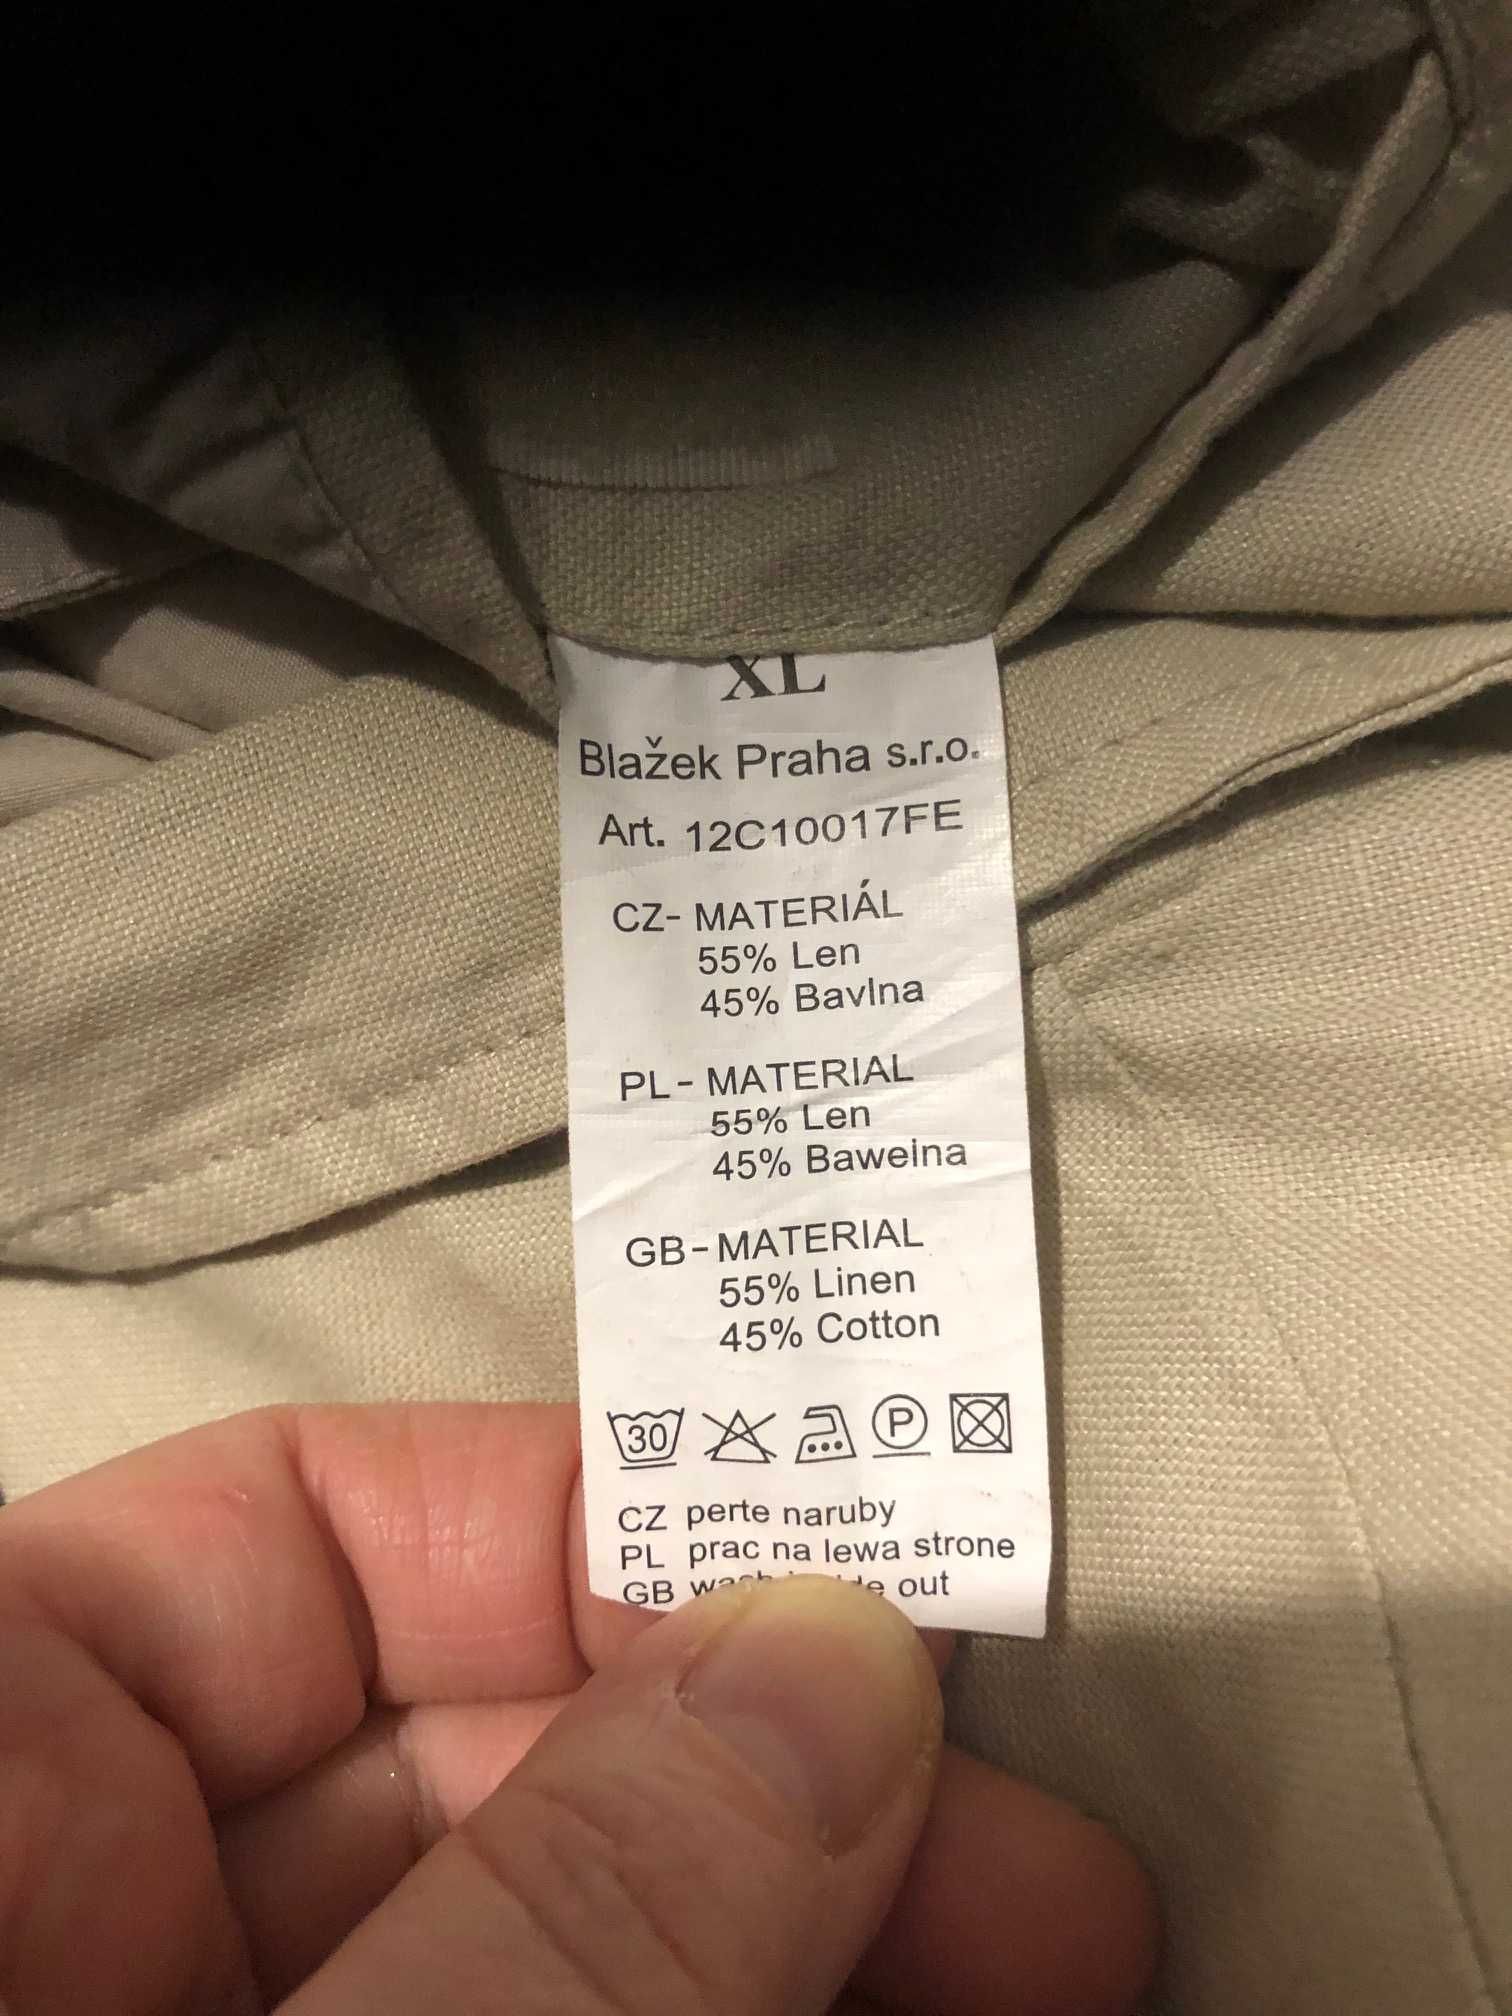 XL
Blažek Praha s.r.o.
Art. 12C10017FE
CZ- MATERIÁL
55% Len
45% Bavlna
PL- MATERIAL
55% Len
45% Bawelna
GB-MATERIAL
55% Linen
45% Cotton
30 P
CZ perte naruby
PL prac na lewa strone
GB out